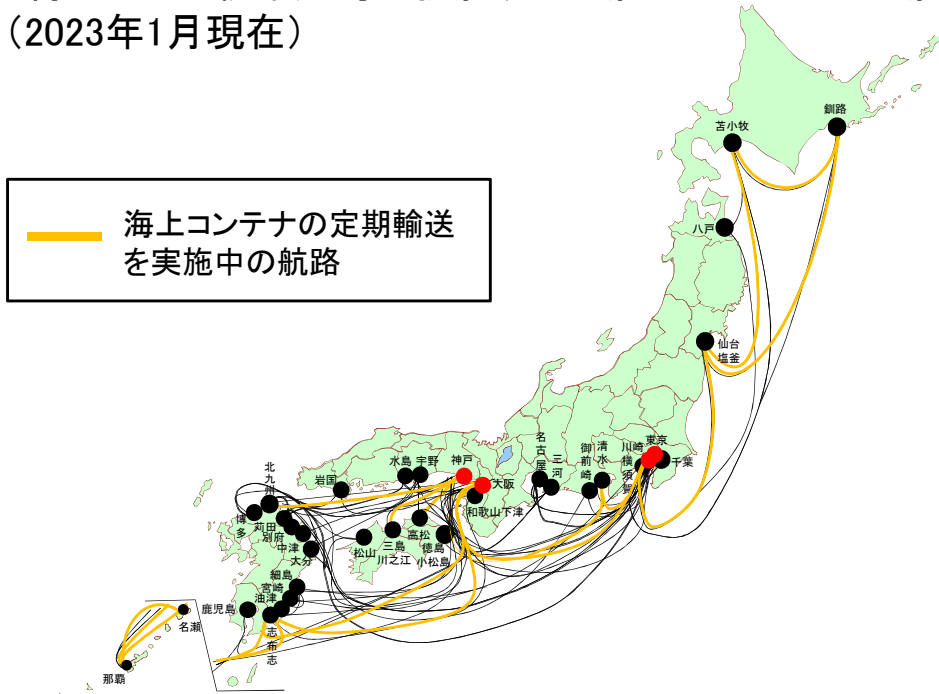 （2023年1月現在）
海上コンテナの定期輸送
を実施中の航路
釧路
苫小牧
八戸
仙台
塩釜
東京
川崎
千葉
横須賀
清水
御前崎
名古屋
三河
神戸
大阪
和歌山下津
水島
宇野
岩国
北九州
博多
苅田
別府
中津
大分
松山
三島
川之江
高松
徳島
小松島
細島
宮崎
油津
鹿児島
志布志
名瀬
那覇